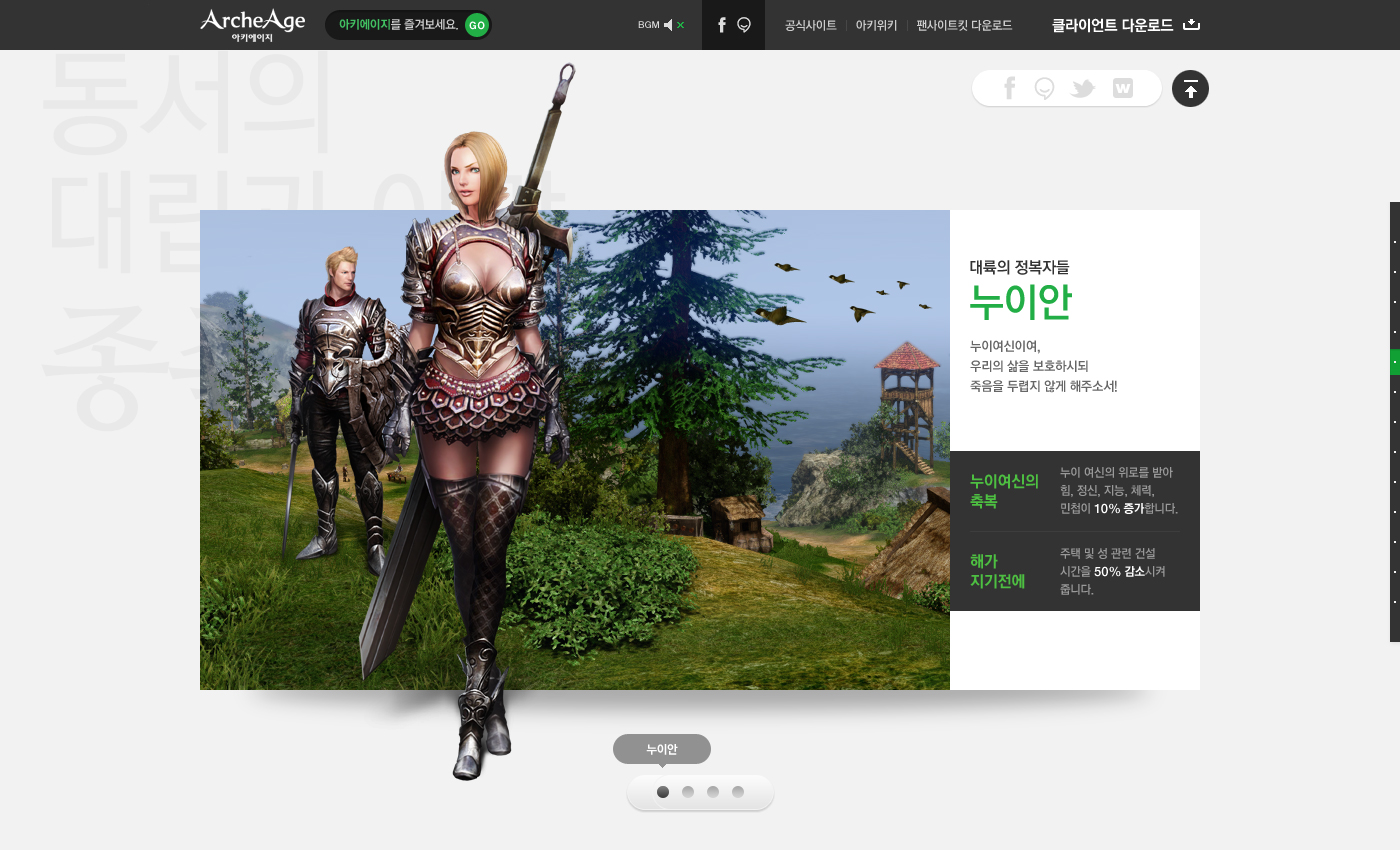 ArcheAge
아키에이지
아키에이지를 즐겨보세요. GO
BGM
공식사이트
아키위키
팬사이트킷 다운로드
클라이언트 다운로드
동서의
대립과
대륙의 정복자들
누이안
누이여신이여,
우리의 삶을 보호하시되
죽음을 두렵지 않게 해주소서!
누이여신의
축복
누이 여신의 위로를 받아
힘, 정신, 지능, 체력,
민첩이 10% 증가합니다.
해가
지기전에
주택 및 성 관련 건설
시간을 50% 감소시켜
줍니다.
누이안